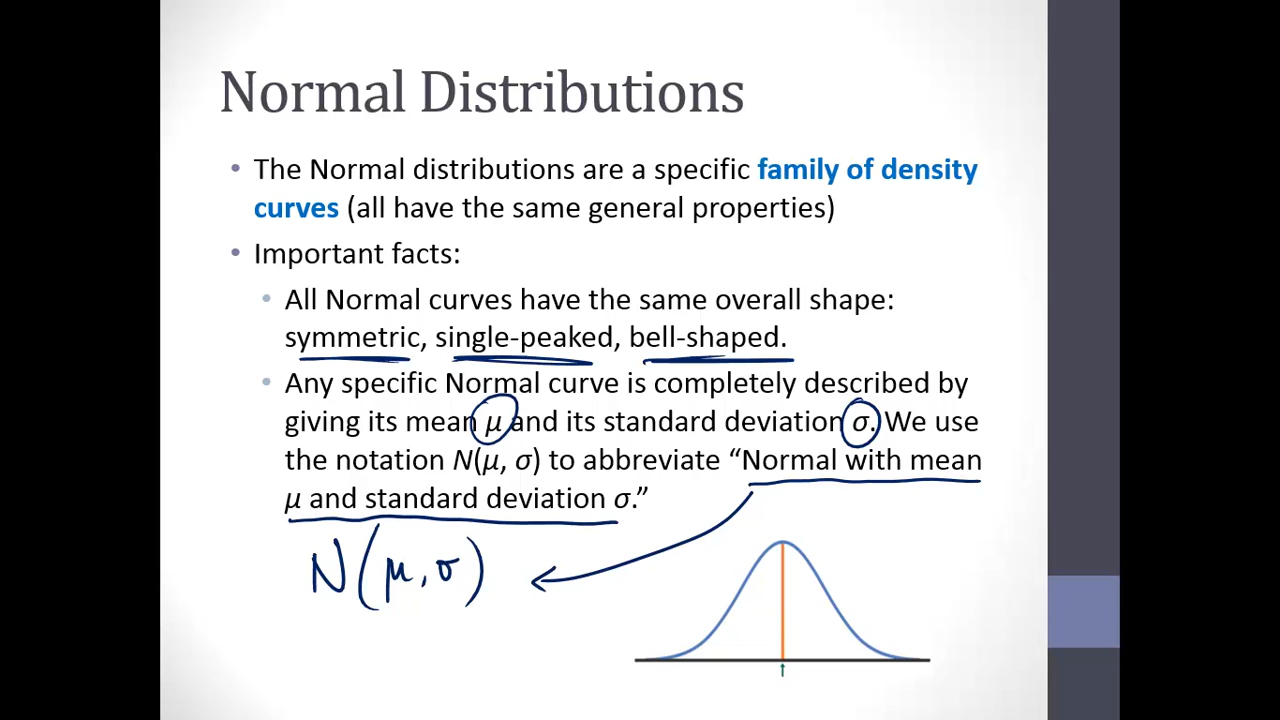 Normal Distributions
• The Normal distributions are a specific family of density
curves (all have the same general properties)
• Important facts:
• All Normal curves have the same overall shape:
symmetric, single-peaked, bell-shaped.
• Any specific Normal curve is completely described by
giving its mean μ and its standard deviation σ. We use
the notation N(μ, σ) to abbreviate “Normal with mean
μ and standard deviation σ.”
N(μ,σ)